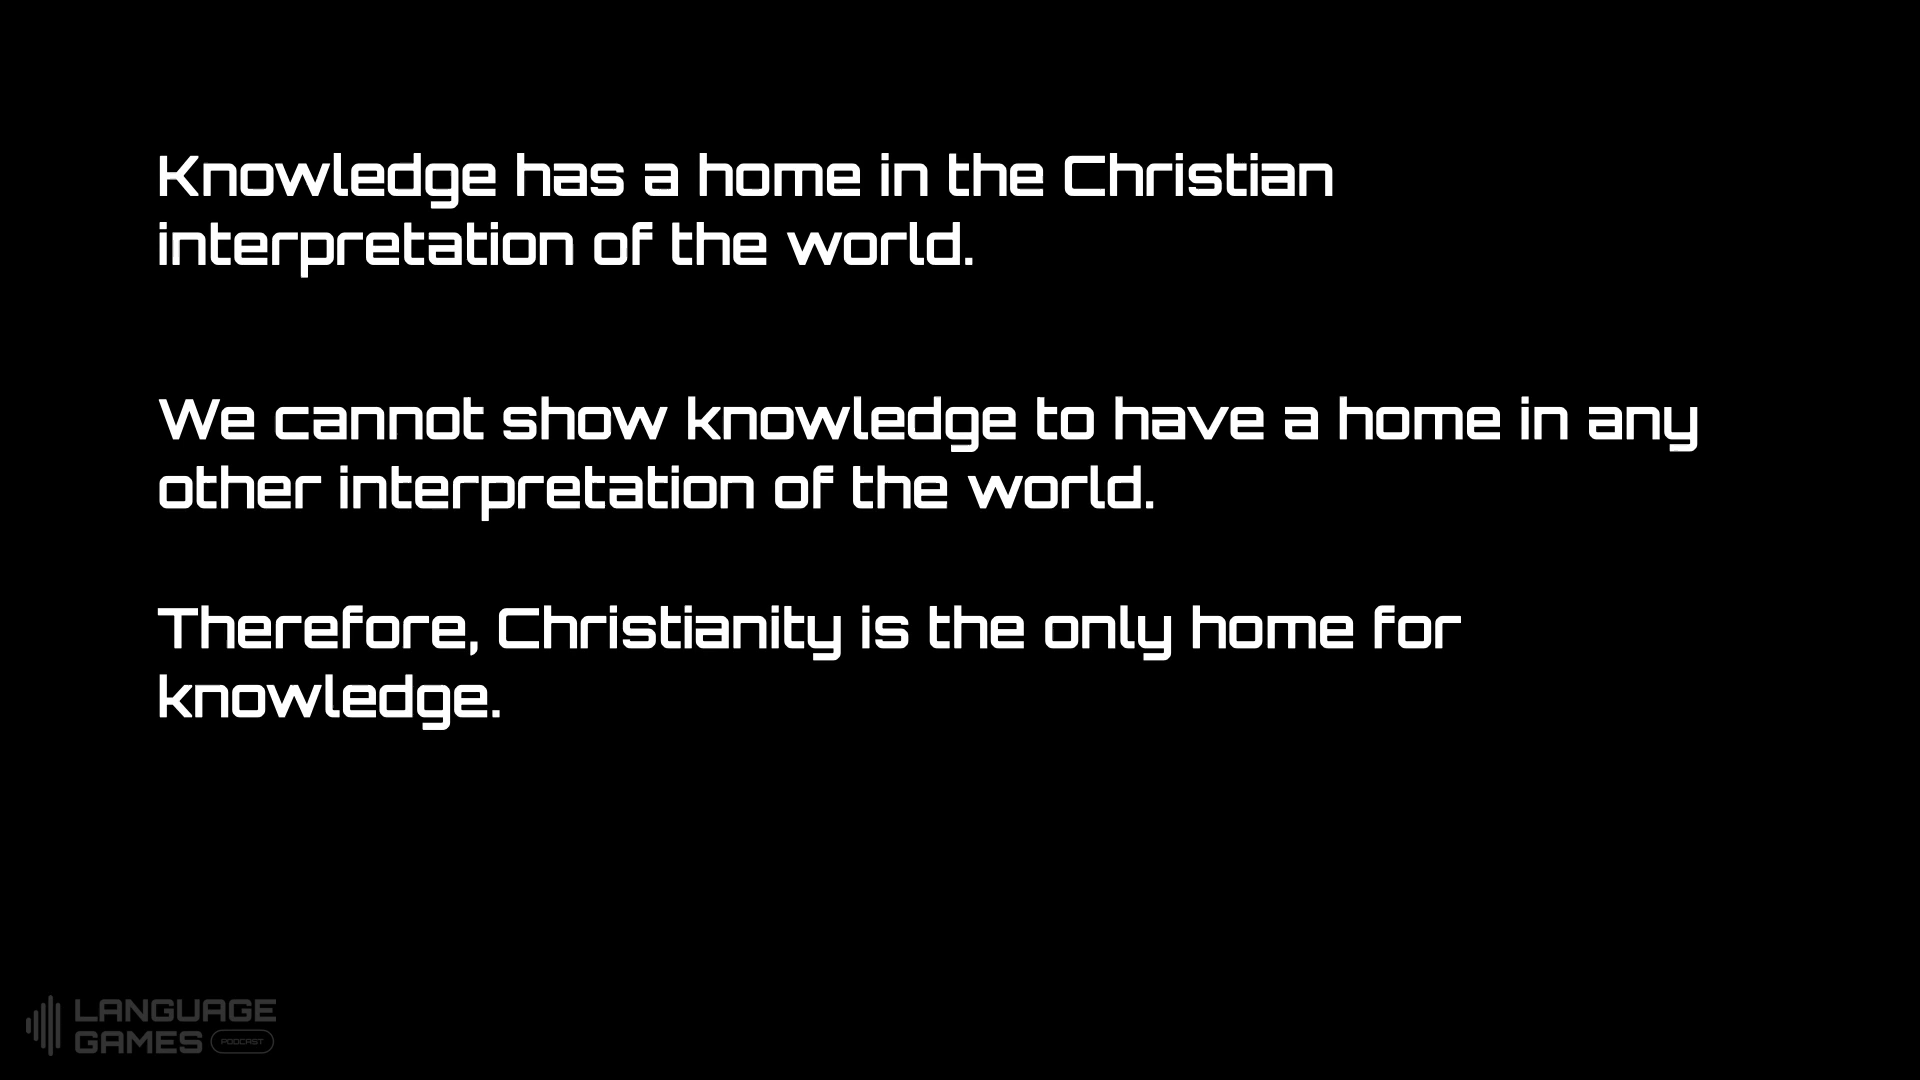 Knowledge has a home in the Christian
interpretation of the world.
We cannot show knowledge to have a home in any
other interpretation of the world.
Therefore, Christianity is the only home for
knowledge.
LANGUAGE
GAMES PODCAST